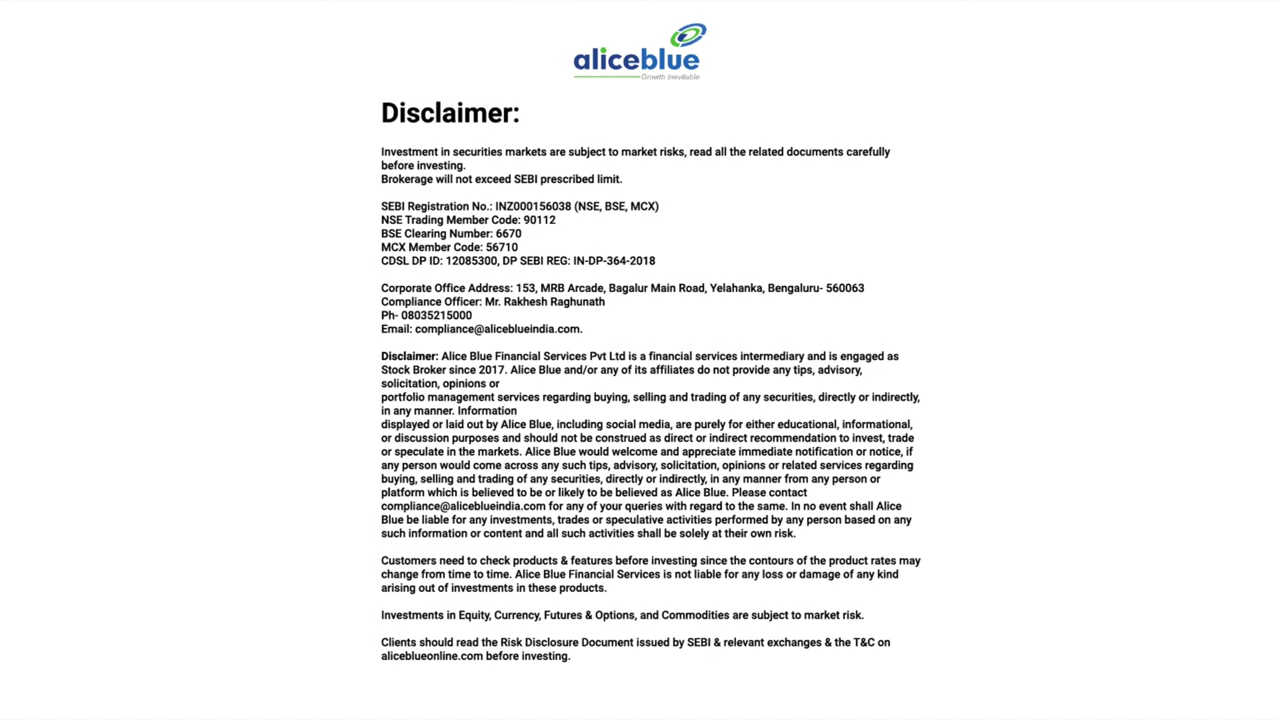 aliceblue
Growth Inevitable
Disclaimer:
Investment in securities markets are subject to market risks, read all the related documents carefully
before investing.
Brokerage will not exceed SEBI prescribed limit.
SEBI Registration No.: INZ000156038 (NSE, BSE, MCX)
NSE Trading Member Code: 90112
BSE Clearing Number: 6670
MCX Member Code: 56710
CDSL DP ID: 12085300, DP SEBI REG: IN-DP-364-2018
Corporate Office Address: 153, MRB Arcade, Bagalur Main Road, Yelahanka, Bengaluru- 560063
Compliance Officer: Mr. Rakhesh Raghunath
Ph- 08035215000
Email: compliance@aliceblueindia.com.
Disclaimer: Alice Blue Financial Services Pvt Ltd is a financial services intermediary and is engaged as
Stock Broker since 2017. Alice Blue and/or any of its affiliates do not provide any tips, advisory,
solicitation, opinions or
portfolio management services regarding buying, selling and trading of any securities, directly or indirectly,
in any manner. Information
displayed or laid out by Alice Blue, including social media, are purely for either educational, informational,
or discussion purposes and should not be construed as direct or indirect recommendation to invest, trade
or speculate in the markets. Alice Blue would welcome and appreciate immediate notification or notice, if
any person would come across any such tips, advisory, solicitation, opinions or related services regarding
buying, selling and trading of any securities, directly or indirectly, in any manner from any person or
platform which is believed to be or likely to be believed as Alice Blue. Please contact
compliance@aliceblueindia.com for any of your queries with regard to the same. In no event shall Alice
Blue be liable for any investments, trades or speculative activities performed by any person based on any
such information or content and all such activities shall be solely at their own risk.
Customers need to check products & features before investing since the contours of the product rates may
change from time to time. Alice Blue Financial Services is not liable for any loss or damage of any kind
arising out of investments in these products.
Investments in Equity, Currency, Futures & Options, and Commodities are subject to market risk.
Clients should read the Risk Disclosure Document issued by SEBI & relevant exchanges & the T&C on
aliceblueonline.com before investing.